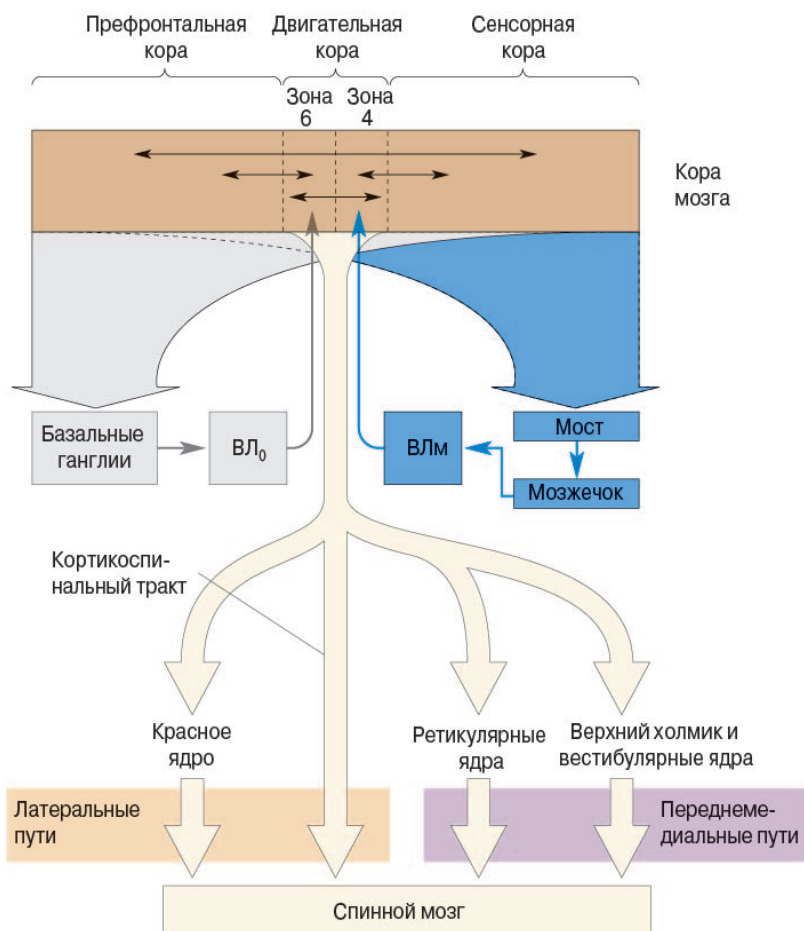 Префронтальная
кора
Двигательная
кора
Сенсорная
кора
Зона
6
Зона
4
Кора
мозга
Базальные
ганглии
ВЛ₀
ВЛм
Мост
Мозжечок
Кортикоспи-
нальный тракт
Красное
ядро
Ретикулярные
ядра
Верхний холмик и
вестибулярные ядра
Латеральные
пути
Переднеме-
диальные пути
Спинной мозг